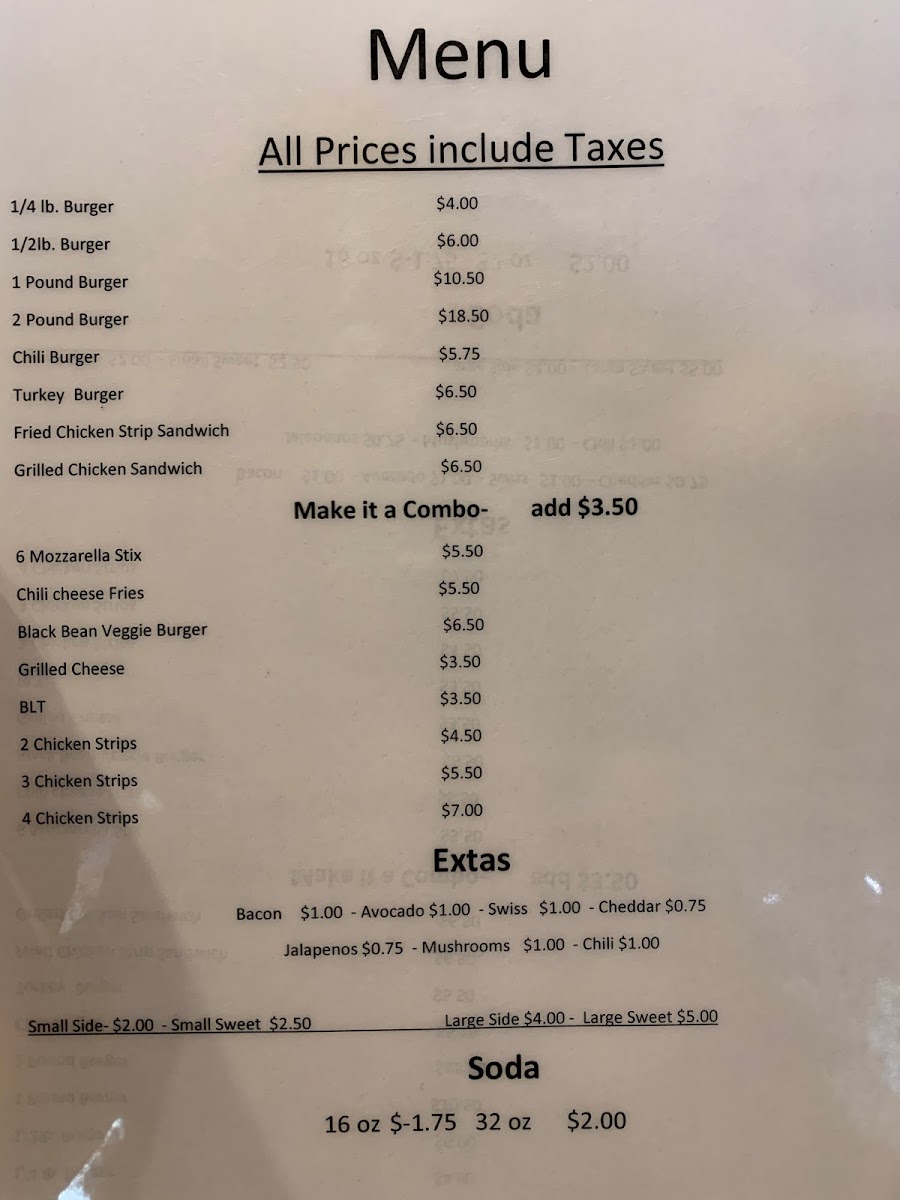 Menu
All Prices include Taxes
1/4 lb. Burger $4.00
1/2lb. Burger $6.00
1 Pound Burger $10.50
2 Pound Burger $18.50
Chili Burger $5.75
Turkey Burger $6.50
Fried Chicken Strip Sandwich $6.50
Grilled Chicken Sandwich $6.50
Make it a Combo- add $3.50
6 Mozzarella Stix $5.50
Chili cheese Fries $5.50
Black Bean Veggie Burger $6.50
Grilled Cheese $3.50
BLT $3.50
2 Chicken Strips $4.50
3 Chicken Strips $5.50
4 Chicken Strips $7.00
Extas
Bacon $1.00 - Avocado $1.00 - Swiss $1.00 - Cheddar $0.75
Jalapenos $0.75 - Mushrooms $1.00 - Chili $1.00
Small Side- $2.00 - Small Sweet $2.50 Large Side $4.00 - Large Sweet $5.00
Soda
16 oz $-1.75 32 oz $2.00